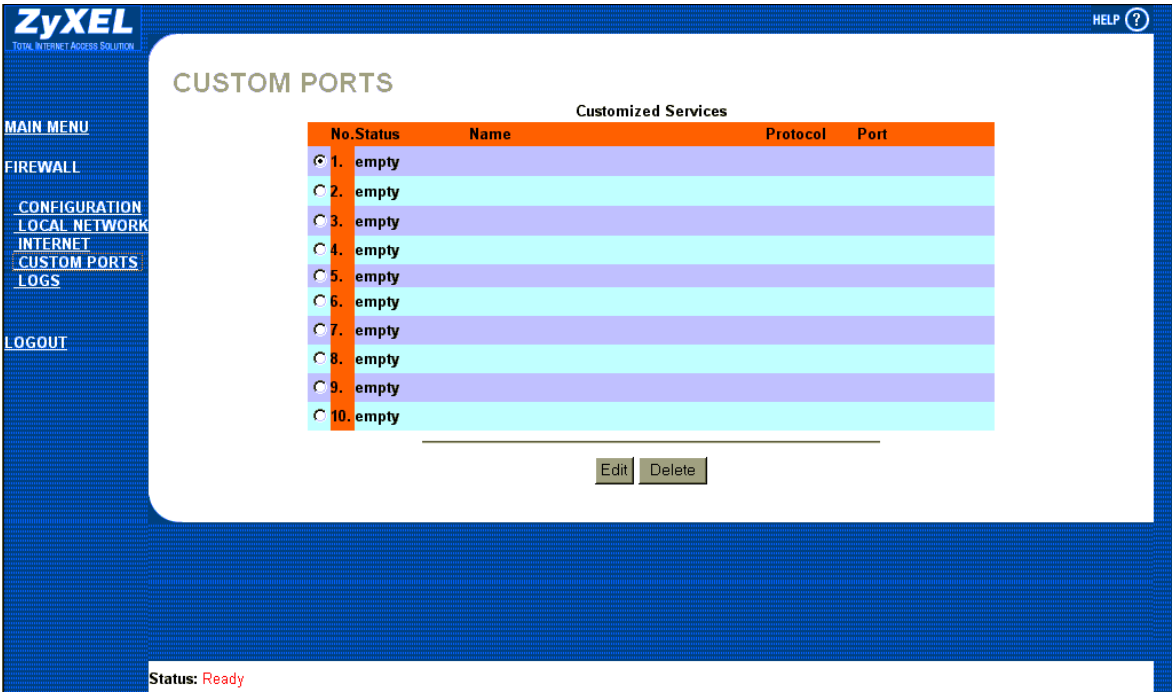 ZyXEL
TOTAL INTERNET ACCESS SOLUTION
HELP ?
MAIN MENU
FIREWALL
CONFIGURATION
LOCAL NETWORK
INTERNET
CUSTOM PORTS
LOGS
LOGOUT
CUSTOM PORTS
Customized Services
No. Status Name Protocol Port
1. empty
2. empty
3. empty
4. empty
5. empty
6. empty
7. empty
8. empty
9. empty
10. empty
Edit Delete
Status: Ready